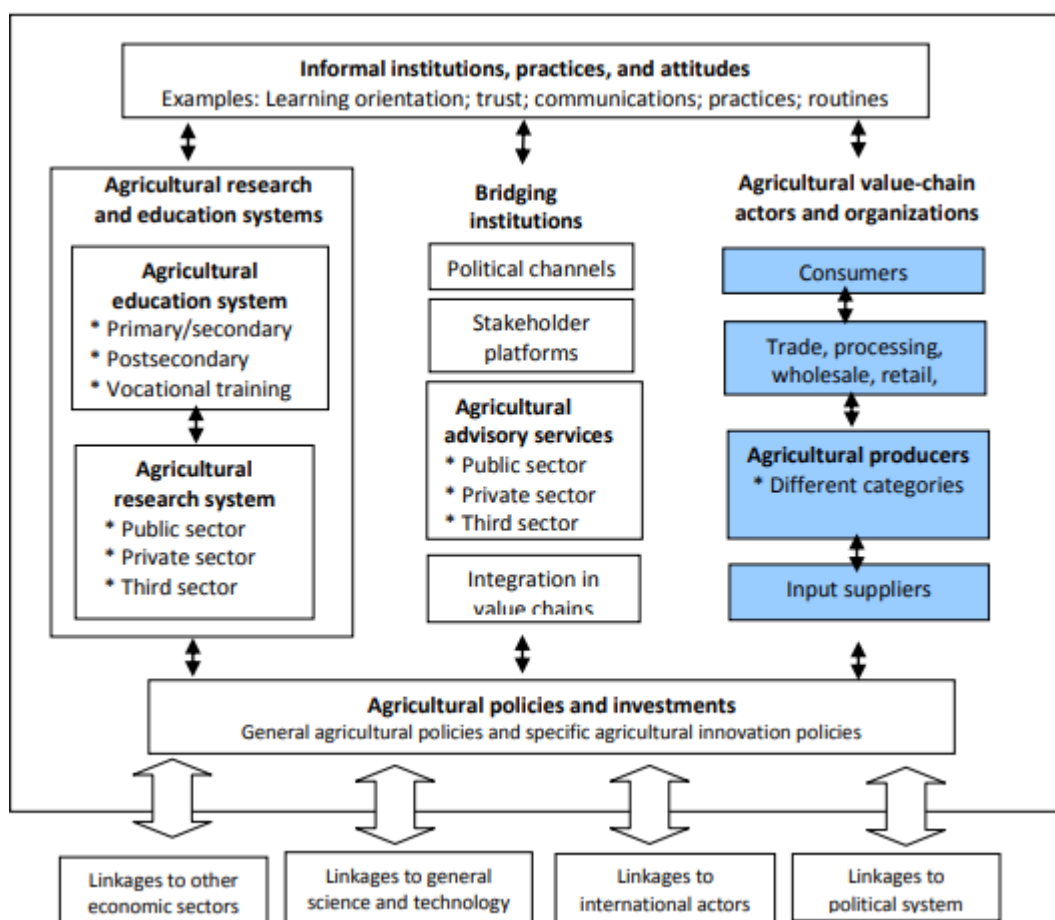 Informal institutions, practices, and attitudes
Examples: Learning orientation; trust; communications; practices; routines
Agricultural research
and education systems
Agricultural
education system
* Primary/secondary
* Postsecondary
* Vocational training
Agricultural
research system
* Public sector
* Private sector
* Third sector
Bridging
institutions
Political channels
Stakeholder
platforms
Agricultural
advisory services
* Public sector
* Private sector
* Third sector
Integration in
value chains
Agricultural value-chain
actors and organizations
Consumers
Trade, processing,
wholesale, retail,
Agricultural producers
* Different categories
Input suppliers
Agricultural policies and investments
General agricultural policies and specific agricultural innovation policies
Linkages to other
economic sectors
Linkages to general
science and technology
Linkages to
international actors
Linkages to
political system